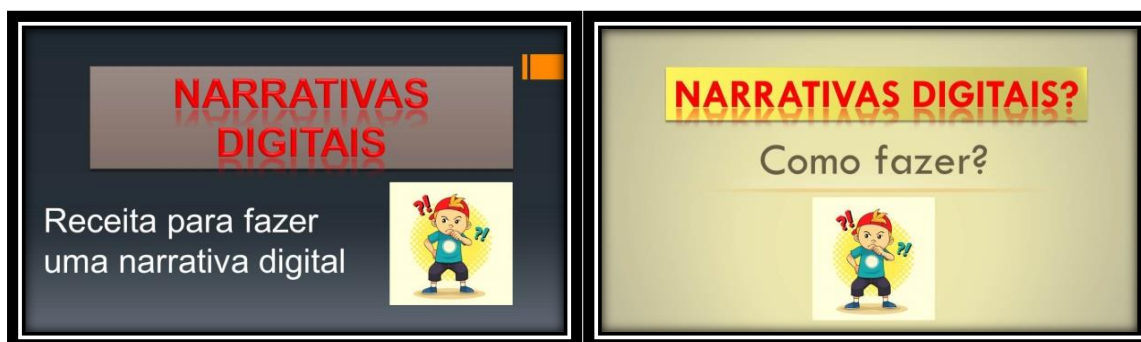 NARRATIVAS
DIGITAIS
Receita para fazer
uma narrativa digital
?!
?!
NARRATIVAS DIGITAIS?
Como fazer?
?!
?!